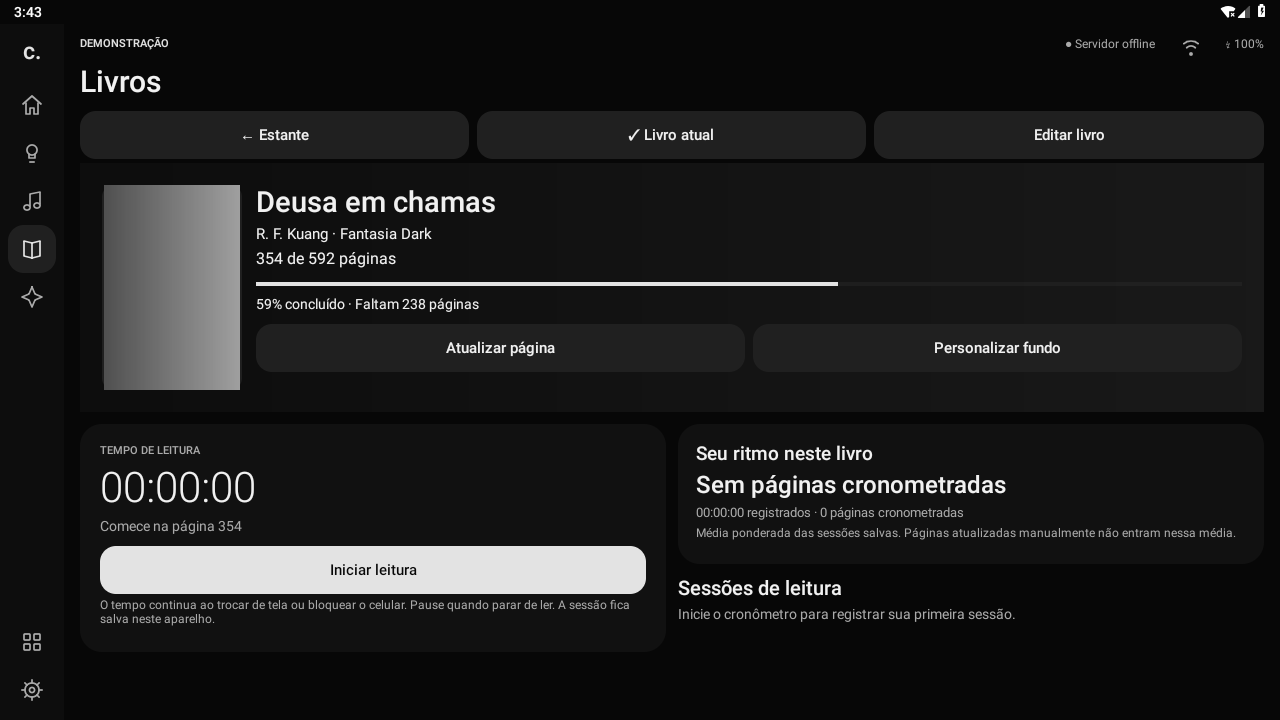 3:43
c.
DEMONSTRAÇÃO
● Servidor offline
100%
Livros
← Estante
✓ Livro atual
Editar livro
Deusa em chamas
R. F. Kuang · Fantasia Dark
354 de 592 páginas
59% concluído · Faltam 238 páginas
Atualizar página
Personalizar fundo
TEMPO DE LEITURA
00:00:00
Comece na página 354
Iniciar leitura
O tempo continua ao trocar de tela ou bloquear o celular. Pause quando parar de ler. A sessão fica
salva neste aparelho.
Seu ritmo neste livro
Sem páginas cronometradas
00:00:00 registrados · 0 páginas cronometradas
Média ponderada das sessões salvas. Páginas atualizadas manualmente não entram nessa média.
Sessões de leitura
Inicie o cronômetro para registrar sua primeira sessão.